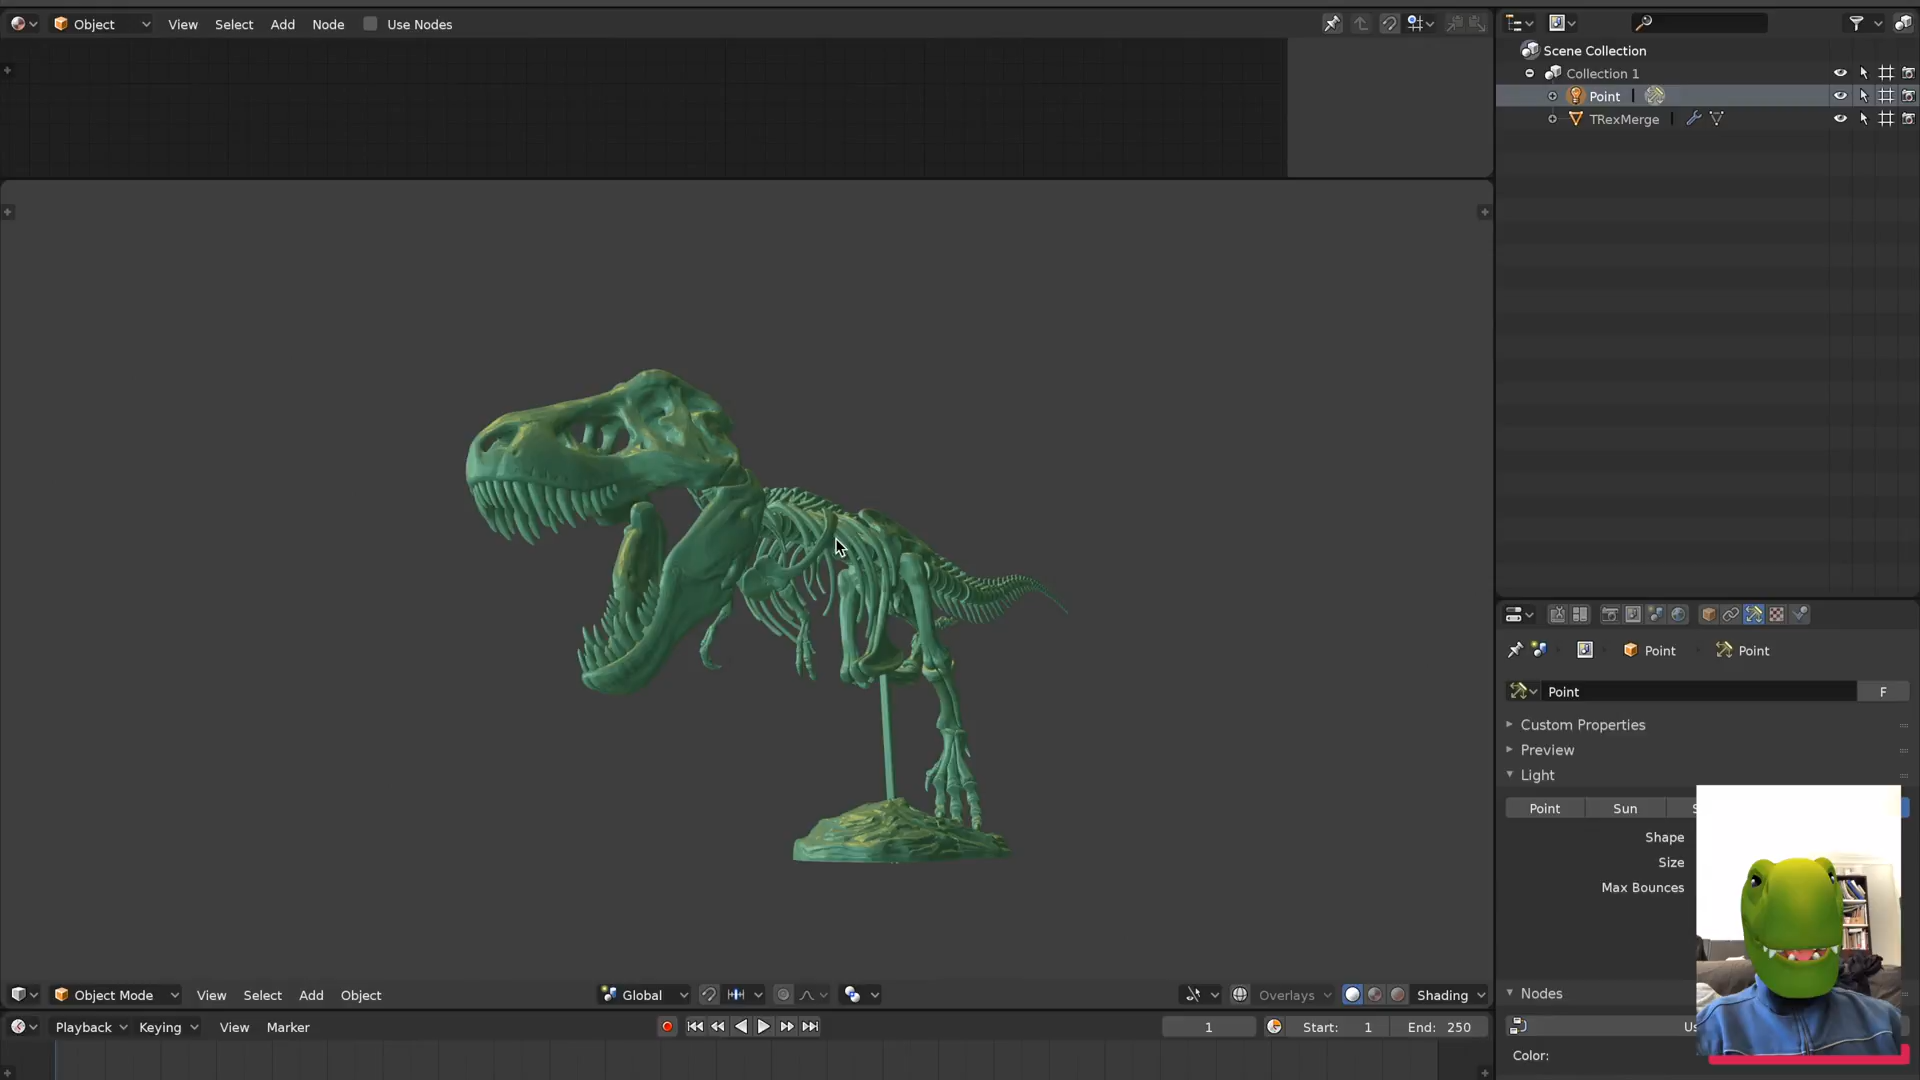 Object View Select Add Node Use Nodes
Scene Collection
Collection 1
Point
TRexMerge
Point Point
Point F
Custom Properties
Preview
Light
Point Sun
Shape
Size
Max Bounces
Nodes
Color:
Object Mode View Select Add Object Global Overlays Shading
Playback Keying View Marker 1 Start: 1 End: 250